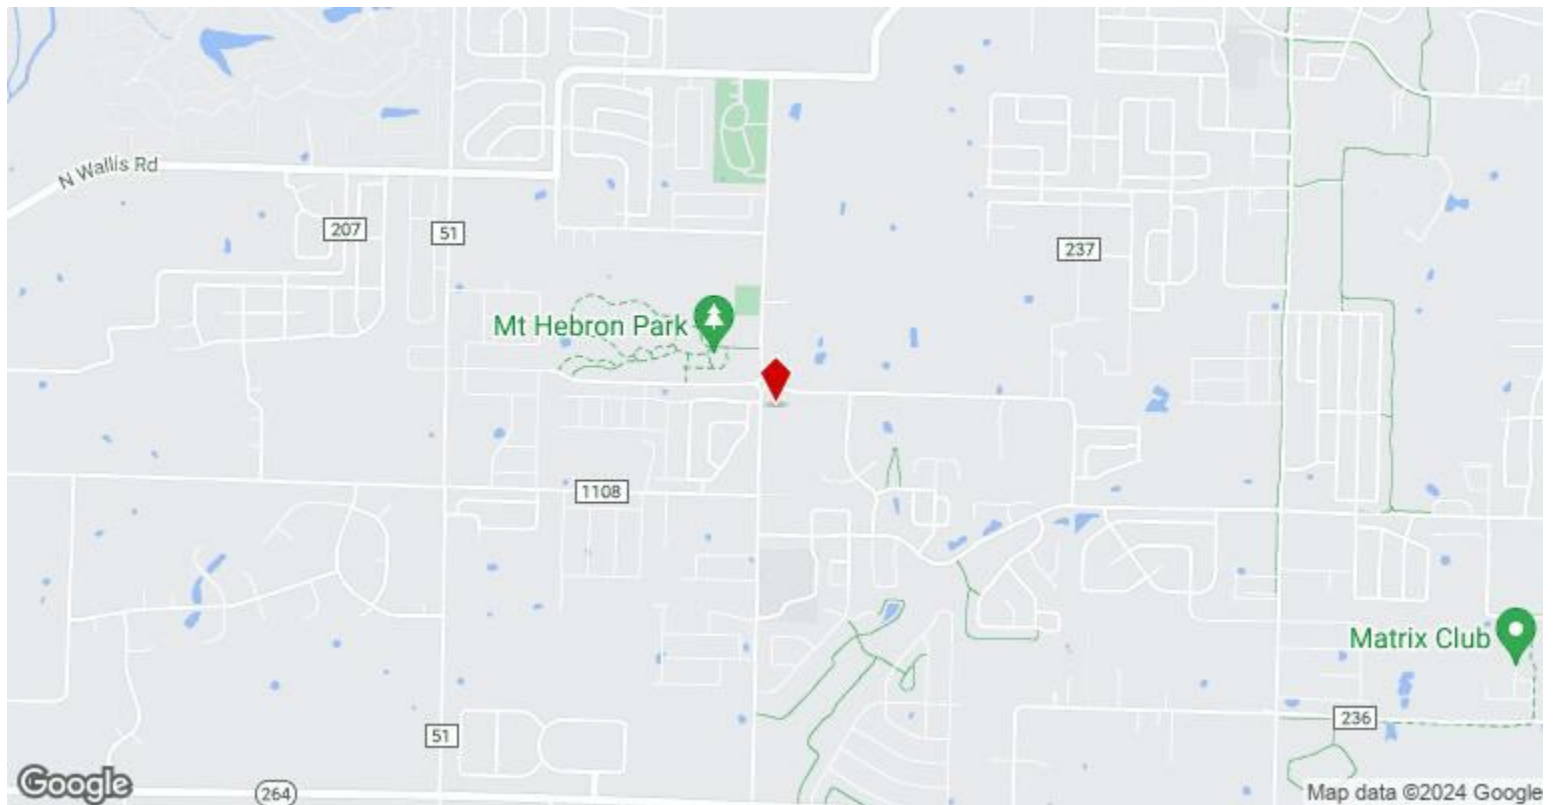 N Wallis Rd
207
51
237
Mt Hebron Park
1108
Matrix Club
236
51
264
Google
Map data ©2024 Google